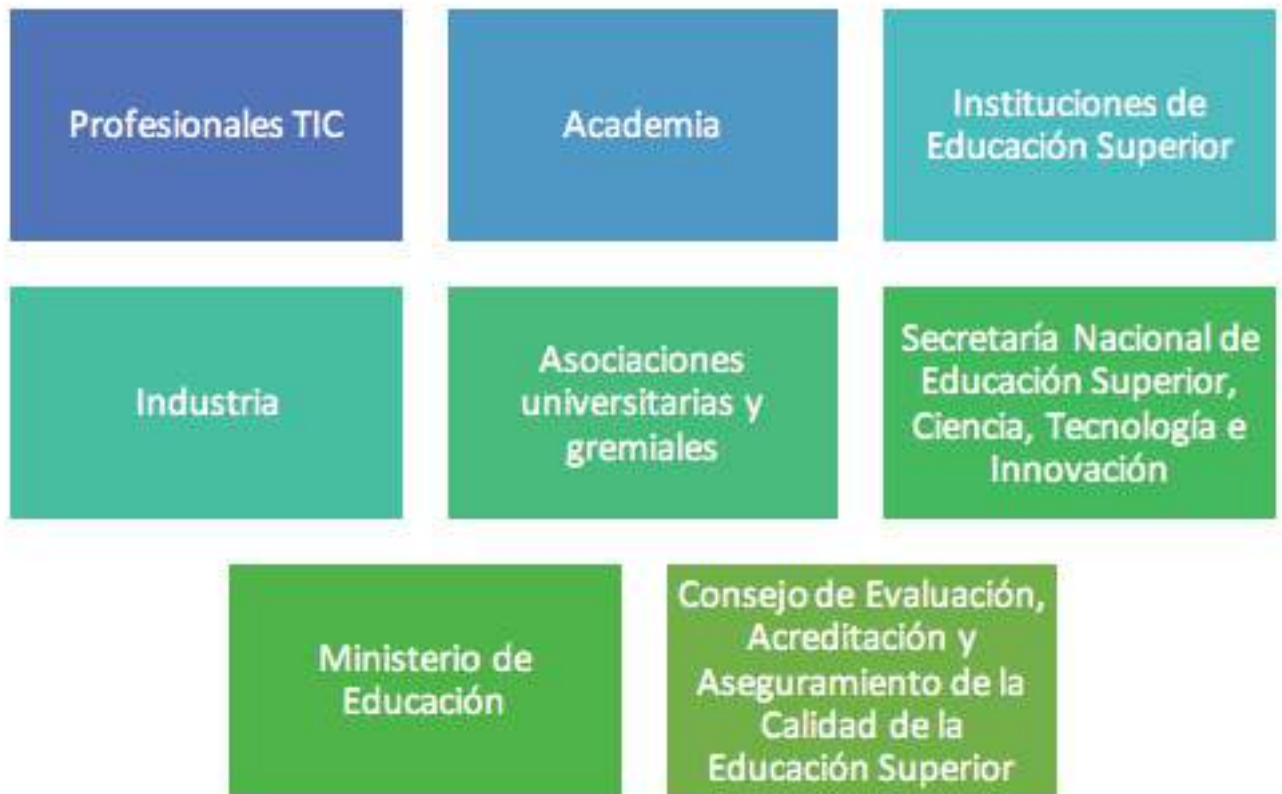 Profesionales TIC
Academia
Instituciones de
Educación Superior
Industria
Asociaciones
universitarias y
gremiales
Secretaría Nacional de
Educación Superior,
Ciencia, Tecnología e
Innovación
Ministerio de
Educación
Consejo de Evaluación,
Acreditación y
Aseguramiento de la
Calidad de la
Educación Superior